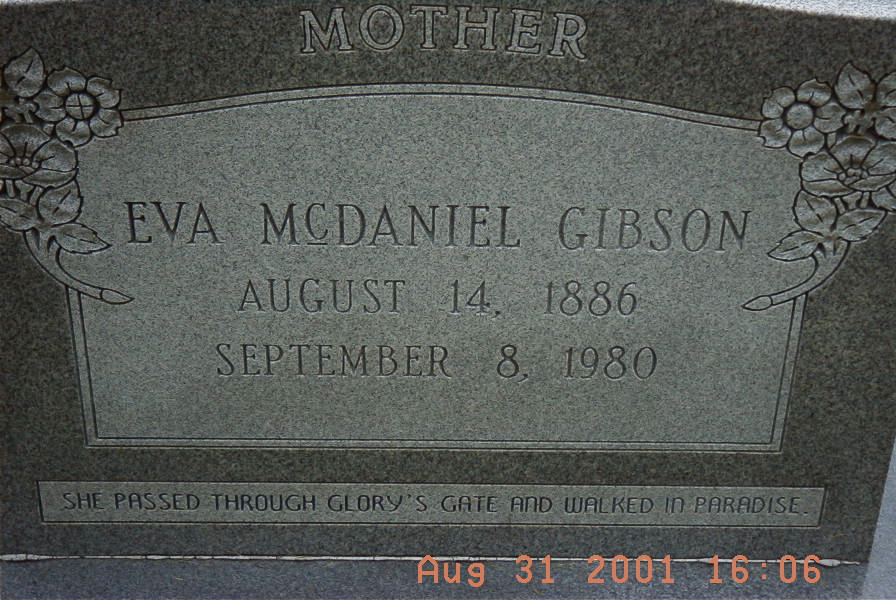 MOTHER
EVA McDANIEL GIBSON
AUGUST 14, 1886
SEPTEMBER 8, 1980
SHE PASSED THROUGH GLORY'S GATE AND WALKED IN PARADISE.
Aug 31 2001 16:06